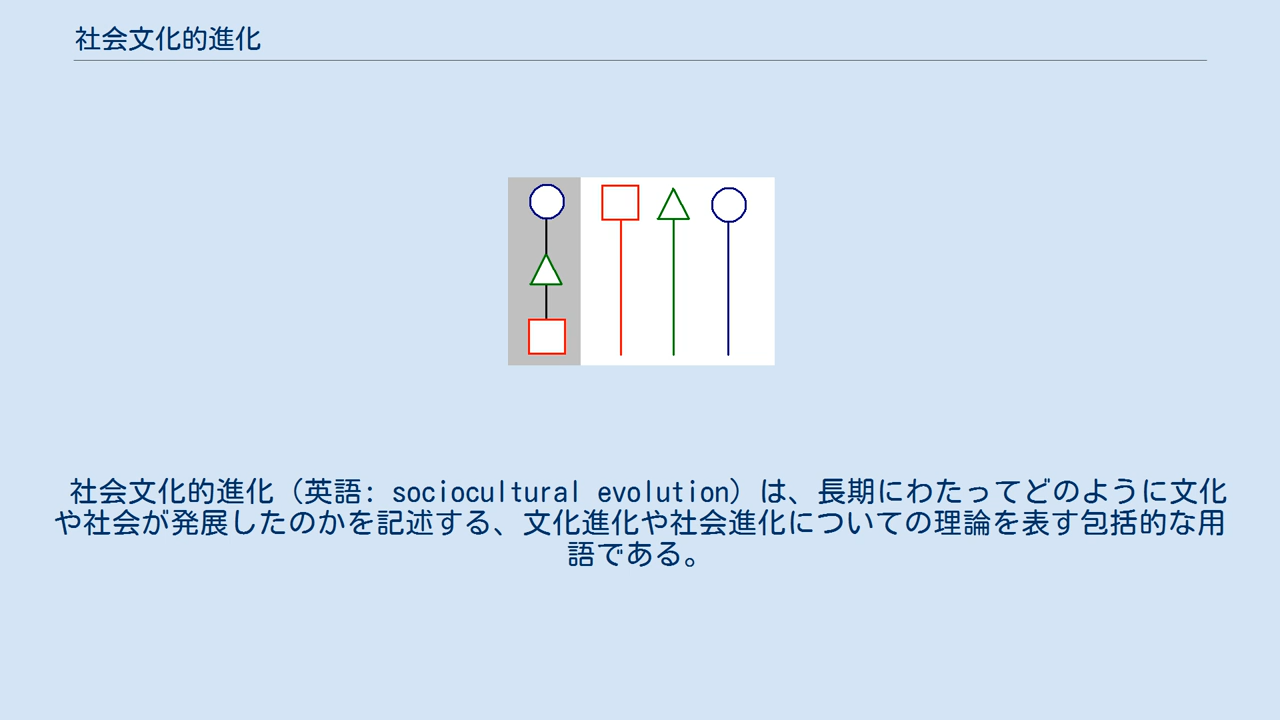 社会文化的進化
社会文化的進化（英語: sociocultural evolution）は、長期にわたってどのように文化
や社会が発展したのかを記述する、文化進化や社会進化についての理論を表す包括的な用
語である。